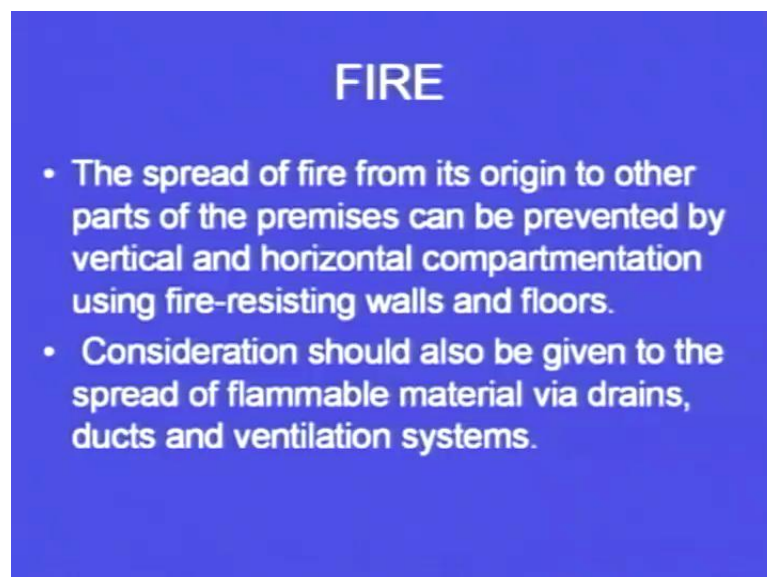 FIRE
• The spread of fire from its origin to other
parts of the premises can be prevented by
vertical and horizontal compartmentation
using fire-resisting walls and floors.
• Consideration should also be given to the
spread of flammable material via drains,
ducts and ventilation systems.